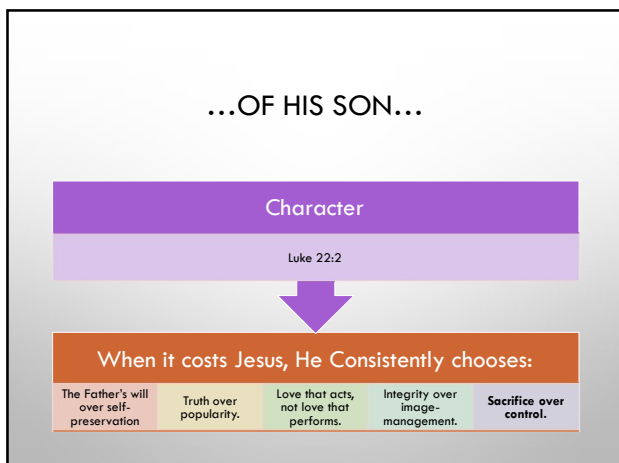 …OF HIS SON…
Character
Luke 22:2
When it costs Jesus, He Consistently chooses:
The Father's will
over self-
preservation
Truth over
popularity.
Love that acts,
not love that
performs.
Integrity over
image-
management.
Sacrifice over
control.